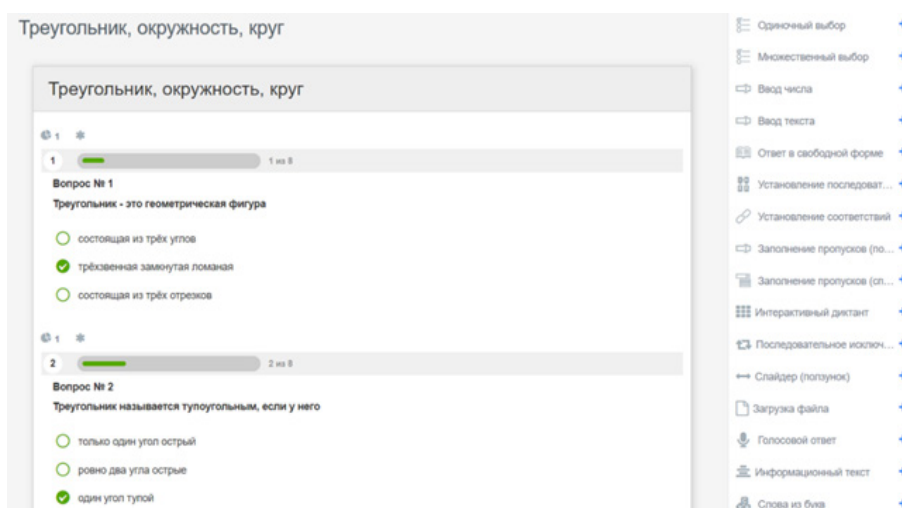 Треугольник, окружность, круг
Треугольник, окружность, круг
1
1
1 из 8
Вопрос № 1
Треугольник - это геометрическая фигура
состоящая из трёх углов
трёхзвенная замкнутая ломаная
состоящая из трёх отрезков
1
2
2 из 8
Вопрос № 2
Треугольник называется тупоугольным, если у него
только один угол острый
ровно два угла острые
один угол тупой
Одиночный выбор
Множественный выбор
Ввод числа
Ввод текста
Ответ в свободной форме
Установление последоват...
Установление соответствий
Заполнение пропусков (по...
Заполнение пропусков (сп...
Интерактивный диктант
Последовательное исключ...
Слайдер (ползунок)
Загрузка файла
Голосовой ответ
Информационный текст
Слова из букв